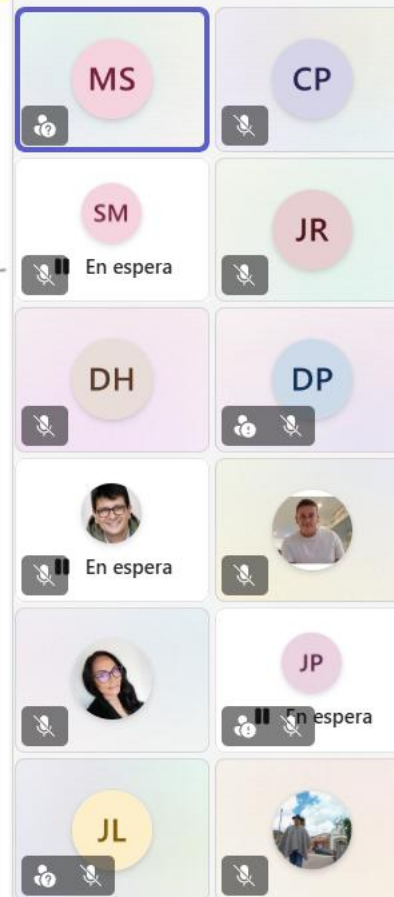 MS
CP
SM
En espera
JR
DH
DP
En espera
JP
En espera
JL